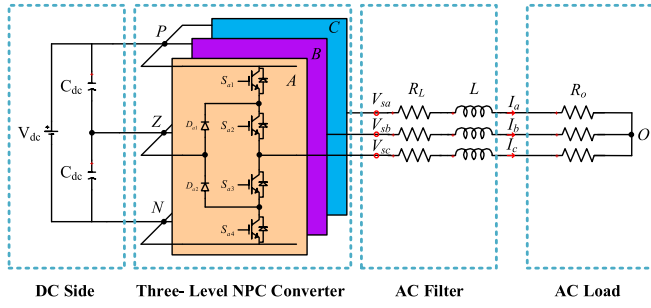 P
C
B
A
C_dc
V_dc
Z
C_dc
N
S_a1
S_a2
D_a1
D_a2
S_a3
S_a4
V_sa
V_sb
V_sc
R_L
L
I_a
I_b
I_c
R_o
O
DC Side
Three- Level NPC Converter
AC Filter
AC Load